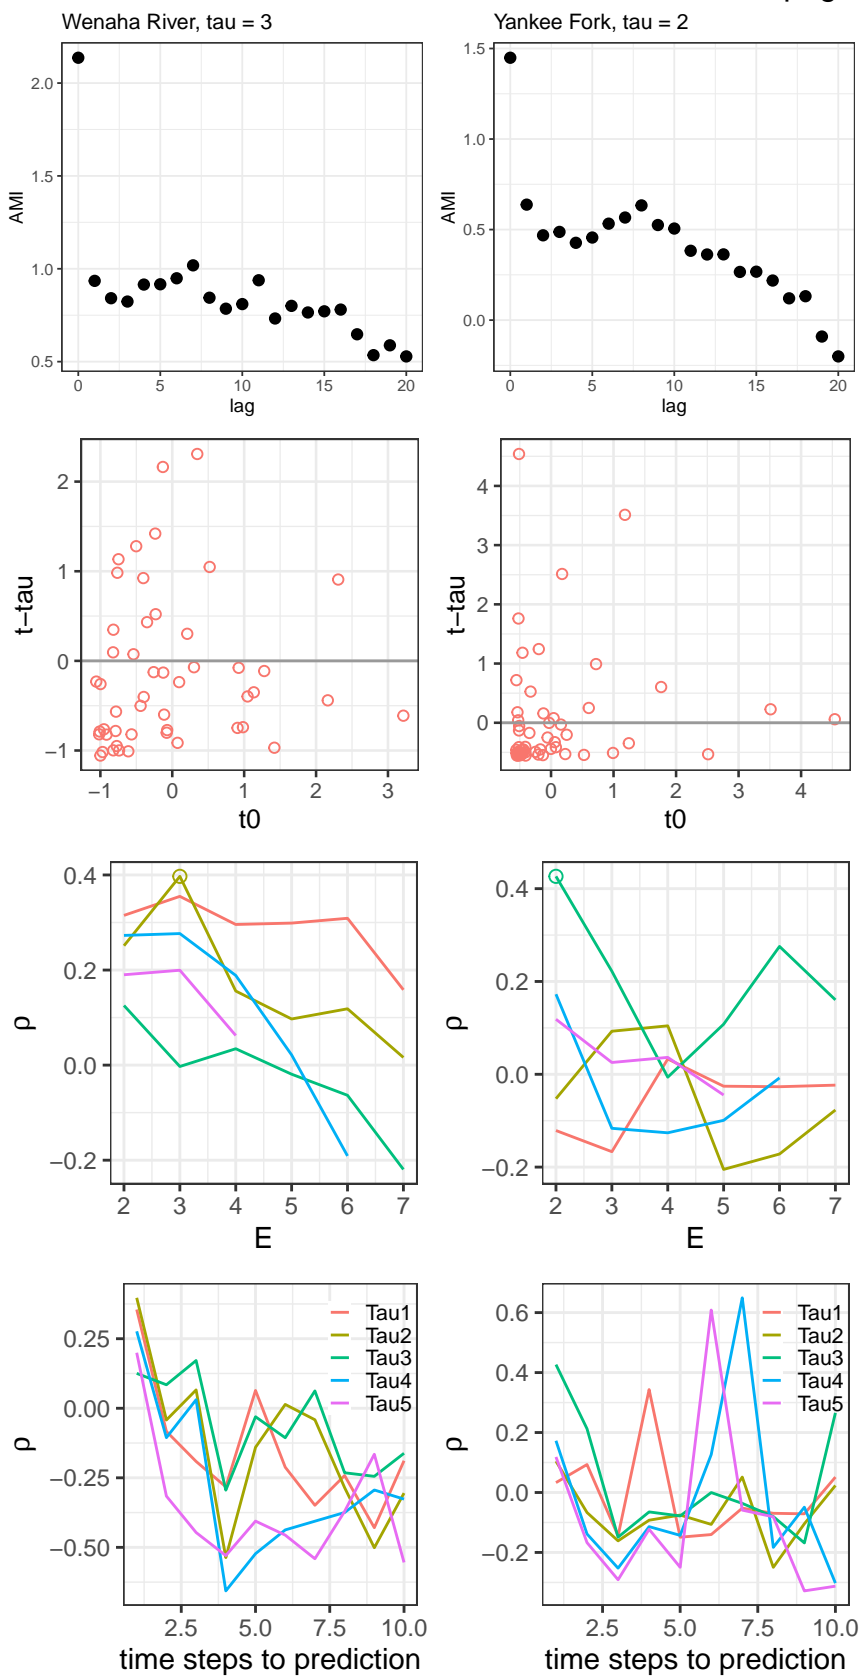 Wenaha River, tau = 3
Yankee Fork, tau = 2
AMI
2.0
1.5
1.0
0.5
0 5 10 15 20
lag
AMI
1.5
1.0
0.5
0.0
0 5 10 15 20
lag
t−tau
2
1
0
−1
−1 0 1 2 3
t0
t−tau
4
3
2
1
0
0 1 2 3 4
t0
ρ
0.4
0.2
0.0
−0.2
2 3 4 5 6 7
E
ρ
0.4
0.2
0.0
−0.2
2 3 4 5 6 7
E
ρ
0.25
0.00
−0.25
−0.50
Tau1
Tau2
Tau3
Tau4
Tau5
2.5 5.0 7.5 10.0
time steps to prediction
ρ
0.6
0.4
0.2
0.0
−0.2
Tau1
Tau2
Tau3
Tau4
Tau5
2.5 5.0 7.5 10.0
time steps to prediction